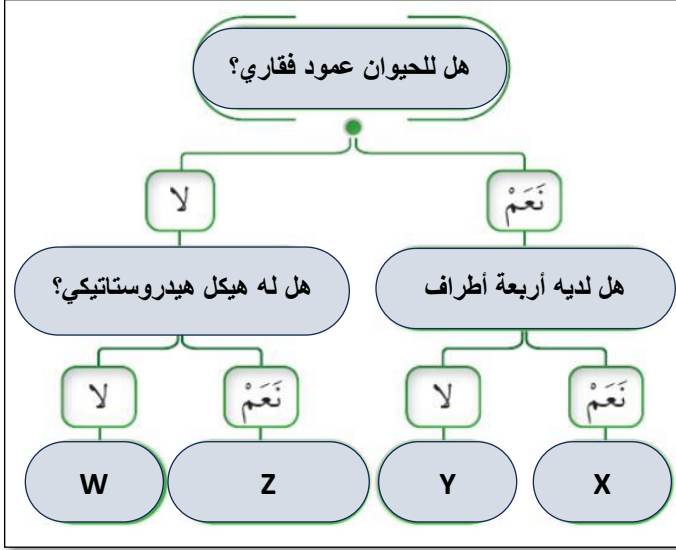 هل للحيوان عمود فقاري؟
نَعَمْ
لا
هل لديه أربعة أطراف
هل له هيكل هيدروستاتيكي؟
نَعَمْ
لا
نَعَمْ
لا
X
Y
Z
W